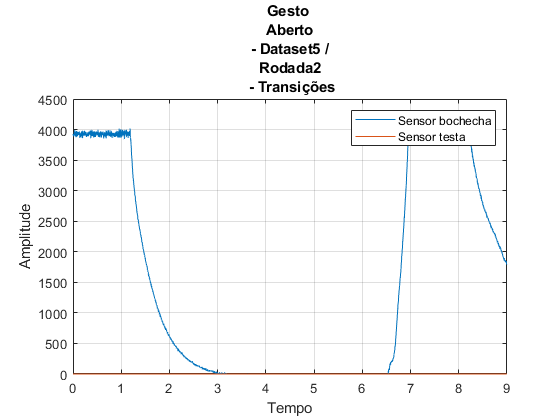 Gesto
Aberto
- Dataset5 /
Rodada2
- Transições
Sensor bochecha
Sensor testa
Amplitude
4500
4000
3500
3000
2500
2000
1500
1000
500
0
0 1 2 3 4 5 6 7 8 9
Tempo